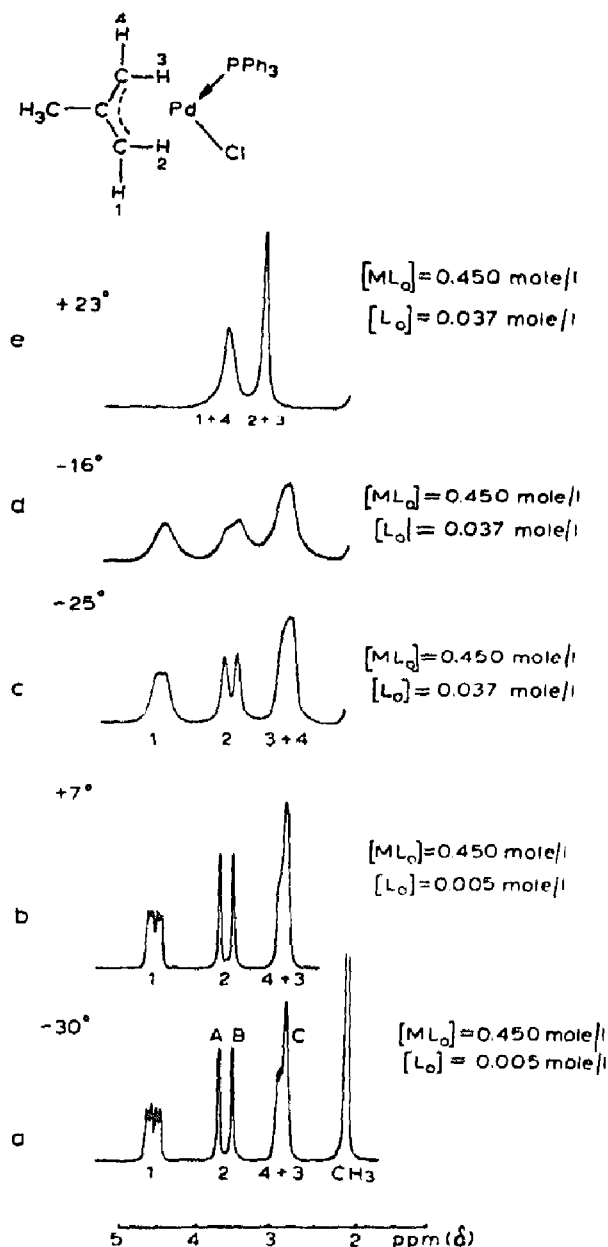 4
H
3
C H PPh3
H3C C Pd
C H Cl
2
H
1
+23°
[ML0]=0.450 mole/l
[L0]=0.037 mole/l
e
1+4 2+3
-16°
[ML0]=0.450 mole/l
[L0]=0.037 mole/l
d
-25°
[ML0]=0.450 mole/l
[L0]=0.037 mole/l
c
1 2 3+4
+7°
[ML0]=0.450 mole/l
[L0]=0.005 mole/l
b
1 2 4+3
-30°
[ML0]=0.450 mole/l
[L0]=0.005 mole/l
A B C
a
1 2 4+3 CH3
5 4 3 2 ppm(δ)